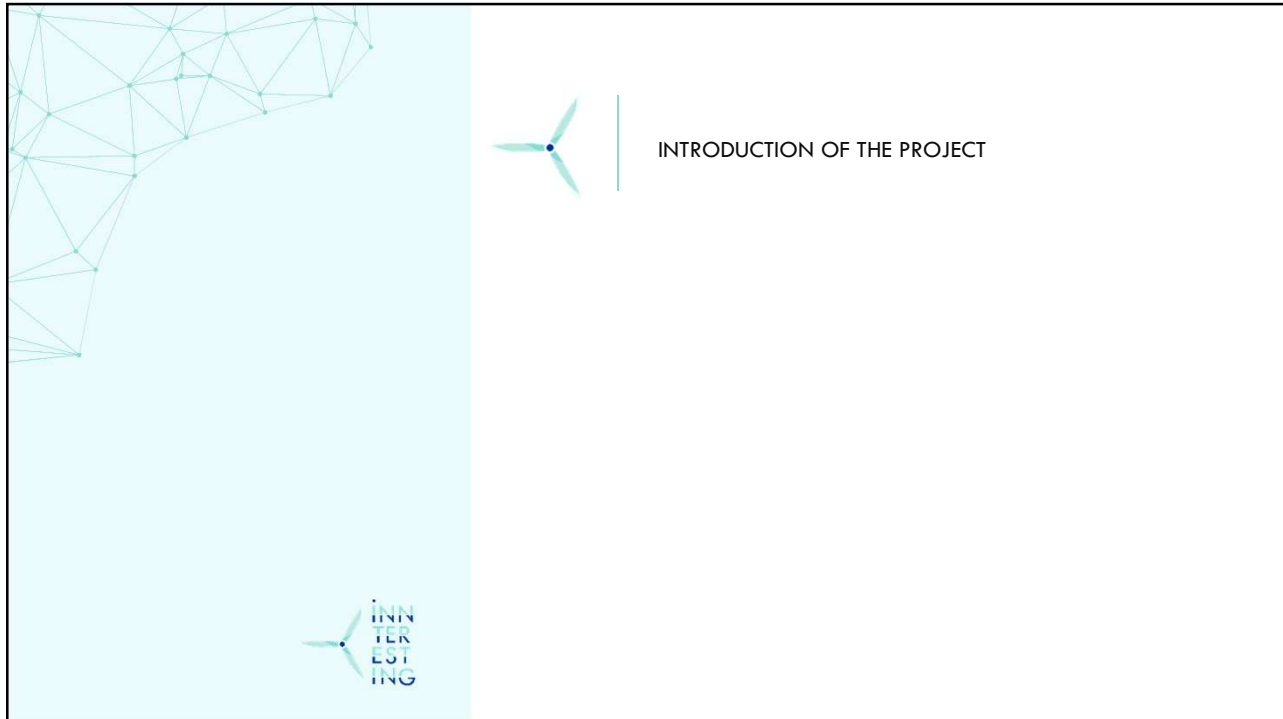 INTRODUCTION OF THE PROJECT
iNN
TER
EST
ING